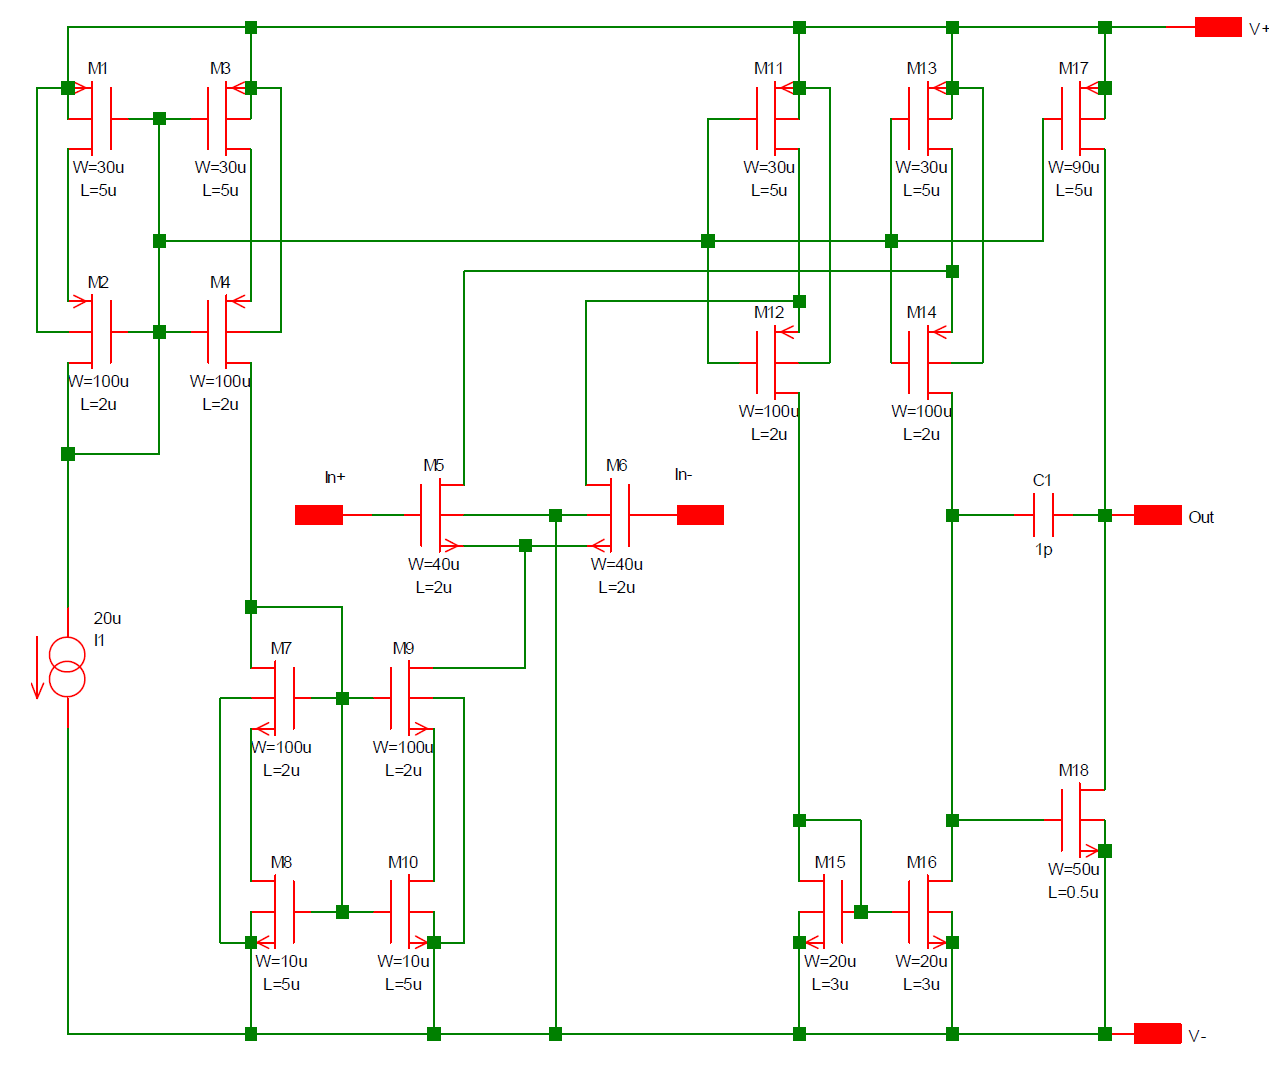 V+
M1
M3
M11
M13
M17
W=30u
L=5u
W=30u
L=5u
W=30u
L=5u
W=30u
L=5u
W=90u
L=5u
M2
M4
M12
M14
W=100u
L=2u
W=100u
L=2u
W=100u
L=2u
W=100u
L=2u
In+
M5
M6
In-
C1
Out
1p
W=40u
L=2u
W=40u
L=2u
20u
I1
M7
M9
W=100u
L=2u
W=100u
L=2u
M18
W=50u
L=0.5u
M8
M10
M15
M16
W=10u
L=5u
W=10u
L=5u
W=20u
L=3u
W=20u
L=3u
V-